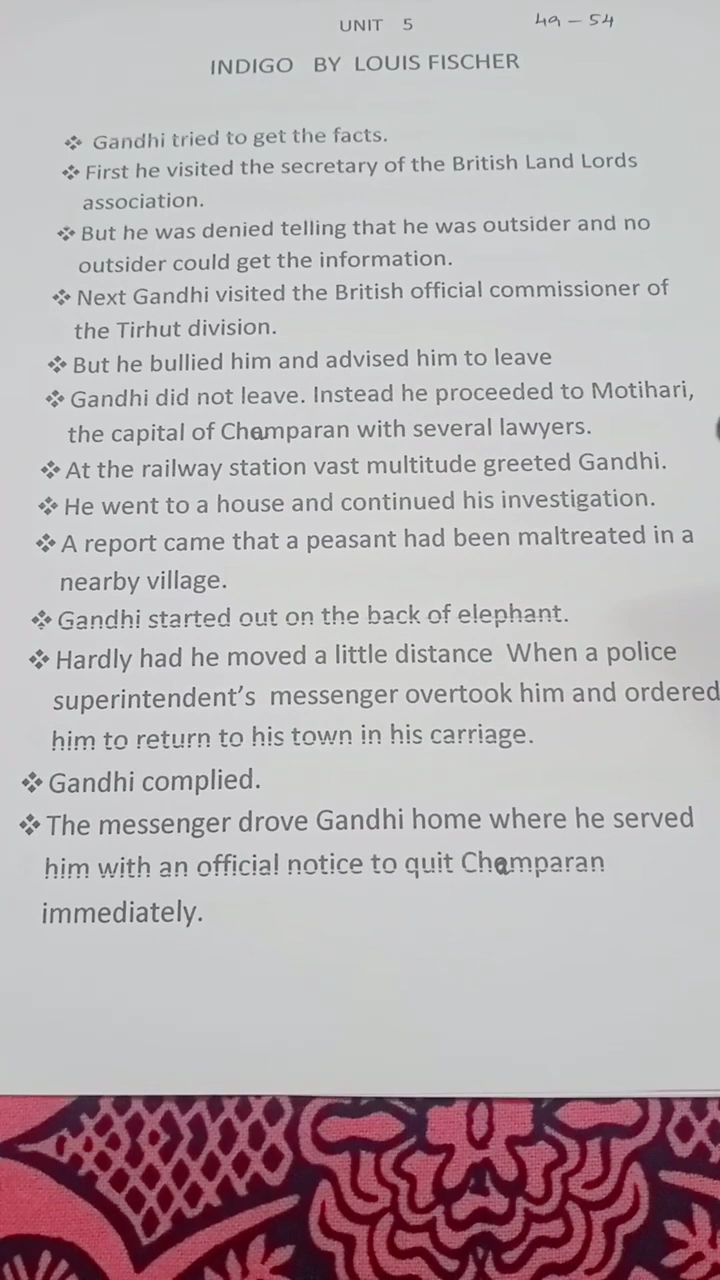 UNIT 5 49 – 54
INDIGO BY LOUIS FISCHER
❖ Gandhi tried to get the facts.
❖ First he visited the secretary of the British Land Lords
association.
❖ But he was denied telling that he was outsider and no
outsider could get the information.
❖ Next Gandhi visited the British official commissioner of
the Tirhut division.
❖ But he bullied him and advised him to leave
❖ Gandhi did not leave. Instead he proceeded to Motihari,
the capital of Champaran with several lawyers.
❖ At the railway station vast multitude greeted Gandhi.
❖ He went to a house and continued his investigation.
❖ A report came that a peasant had been maltreated in a
nearby village.
❖ Gandhi started out on the back of elephant.
❖ Hardly had he moved a little distance When a police
superintendent's messenger overtook him and ordered
him to return to his town in his carriage.
❖ Gandhi complied.
❖ The messenger drove Gandhi home where he served
him with an official notice to quit Champaran
immediately.